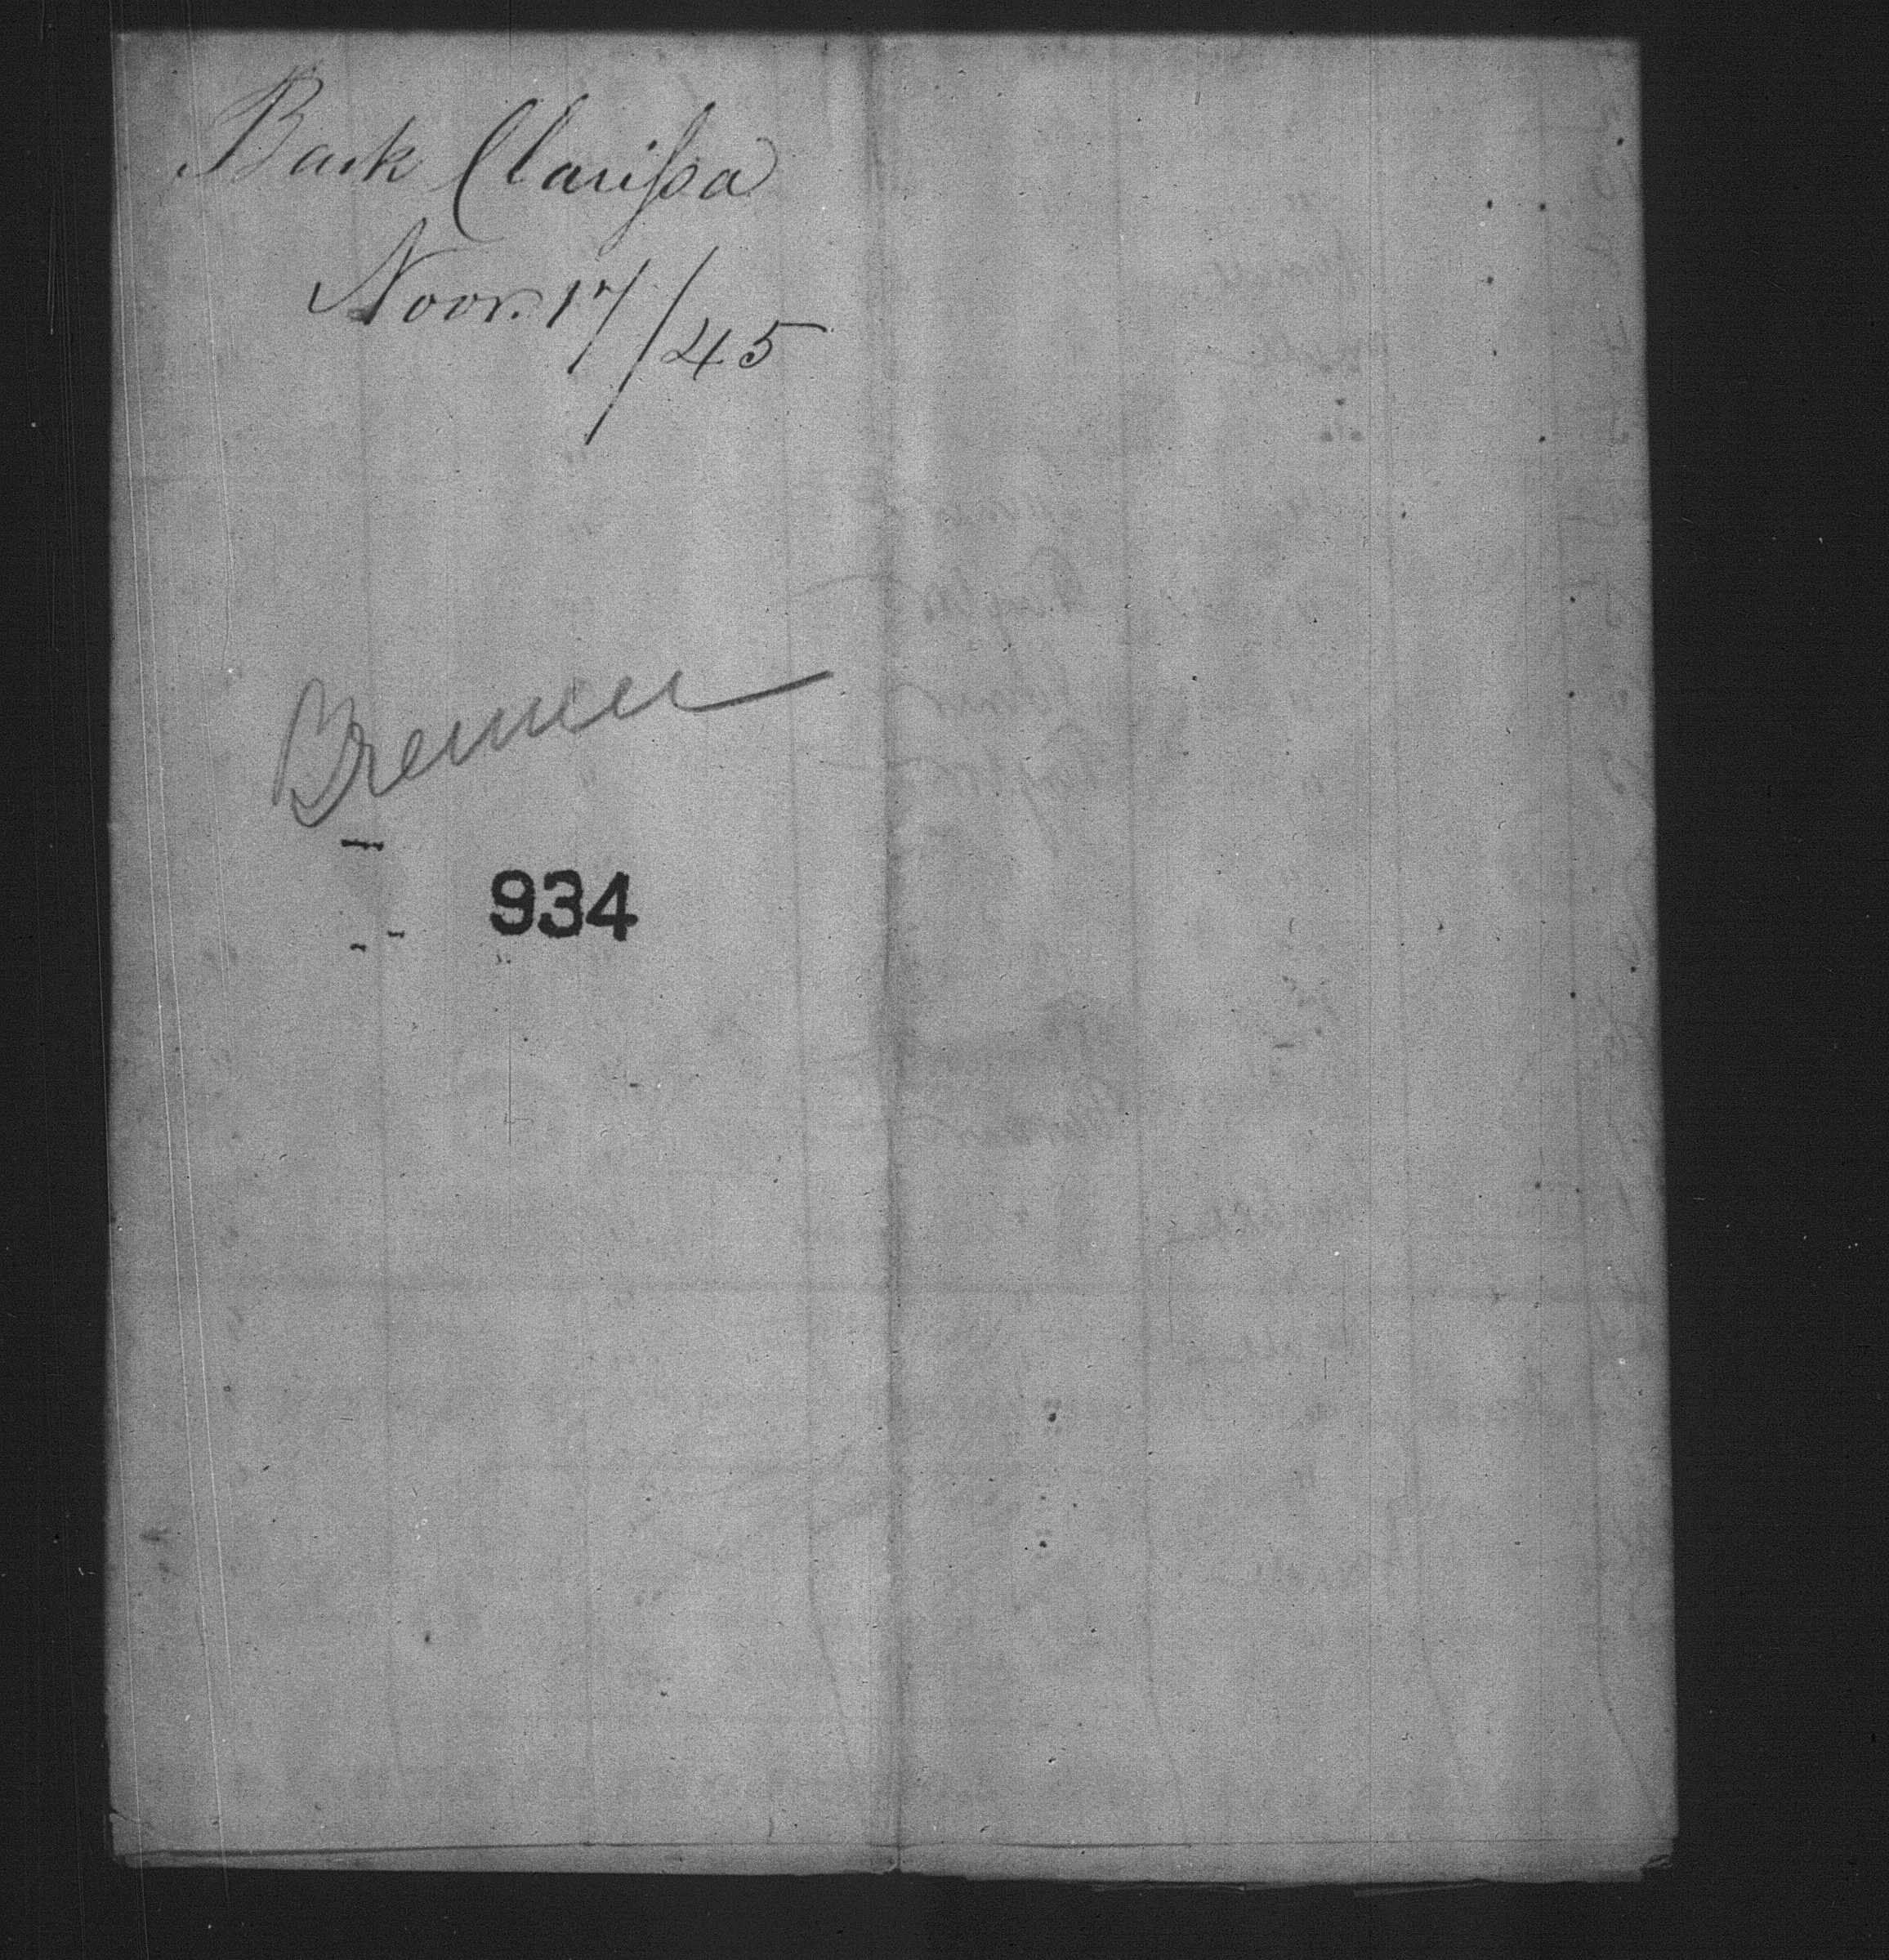 Bark Clarissa
Novr. 17/45
Bremen
934